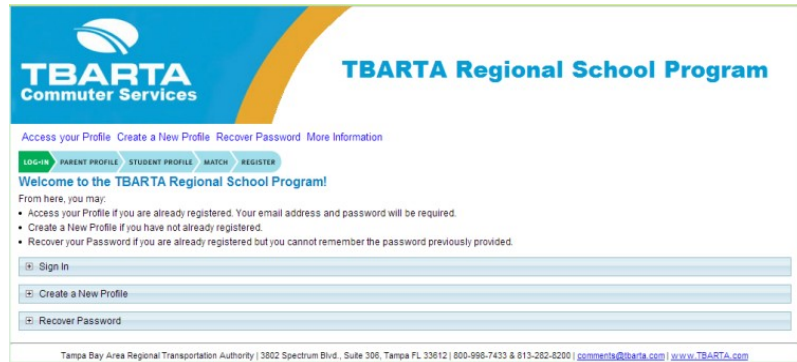 TBARTA
Commuter Services
TBARTA Regional School Program
Access your Profile Create a New Profile Recover Password More Information
LOG-IN PARENT PROFILE STUDENT PROFILE MATCH REGISTER
Welcome to the TBARTA Regional School Program!
From here, you may:
• Access your Profile if you are already registered. Your email address and password will be required.
• Create a New Profile if you have not already registered.
• Recover your Password if you are already registered but you cannot remember the password previously provided.
Sign In
Create a New Profile
Recover Password
Tampa Bay Area Regional Transportation Authority | 3802 Spectrum Blvd., Suite 306, Tampa FL 33612 | 800-998-7433 & 813-282-8200 | comments@tbarta.com | www.TBARTA.com